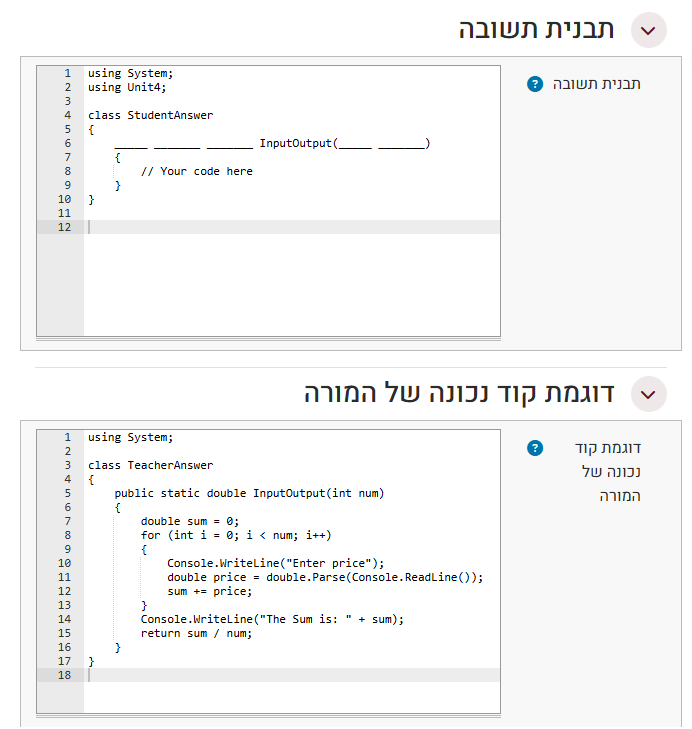 תבנית תשובה
תבנית תשובה ?
1 using System;
2 using Unit4;
3
4 class StudentAnswer
5 {
6     _____ _______ _______ InputOutput(_____ _______)
7     {
8         // Your code here
9     }
10 }
11
12
דוגמת קוד נכונה של המורה
דוגמת קוד ?
נכונה של
המורה
1 using System;
2
3 class TeacherAnswer
4 {
5     public static double InputOutput(int num)
6     {
7         double sum = 0;
8         for (int i = 0; i < num; i++)
9         {
10             Console.WriteLine("Enter price");
11             double price = double.Parse(Console.ReadLine());
12             sum += price;
13         }
14         Console.WriteLine("The Sum is: " + sum);
15         return sum / num;
16     }
17 }
18